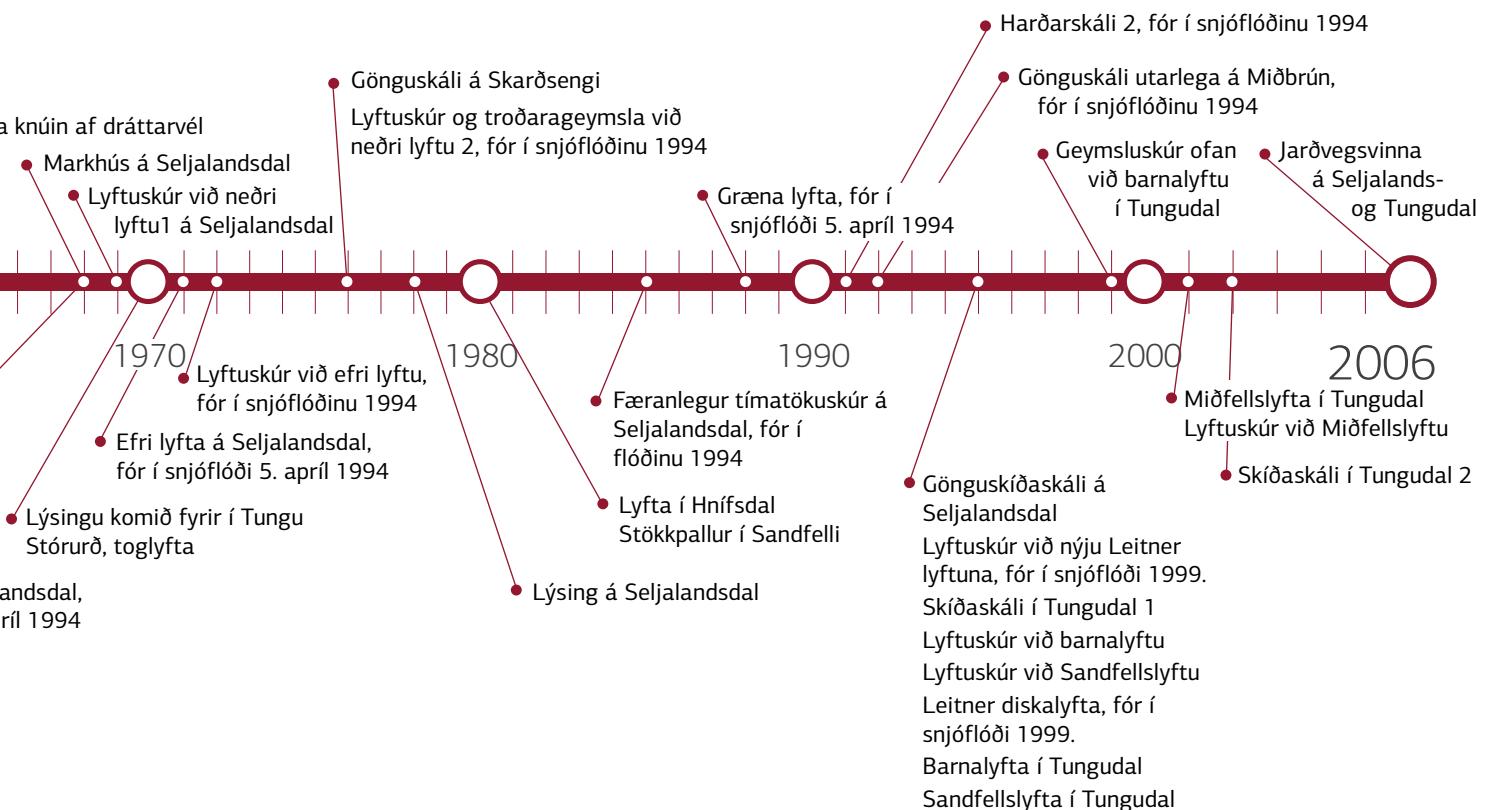 Harðarskáli 2, fór í snjóflóðinu 1994
Gönguskáli á Skarðsengi
Lyftuskúr og troðarageymsla við
neðri lyftu 2, fór í snjóflóðinu 1994
Gönguskáli utarlega á Miðbrún,
fór í snjóflóðinu 1994
a knúin af dráttarvél
Markhús á Seljalandsdal
Lyftuskúr við neðri
lyftu1 á Seljalandsdal
Græna lyfta, fór í
snjóflóði 5. apríl 1994
Geymsluskúr ofan
við barnalyftu
í Tungudal
Jarðvegsvinna
á Seljalands-
og Tungudal
1970
1980
1990
2000
2006
Lyftuskúr við efri lyftu,
fór í snjóflóðinu 1994
Efri lyfta á Seljalandsdal,
fór í snjóflóði 5. apríl 1994
Lýsingu komið fyrir í Tungu
Stórurð, toglyfta
andsdal,
ríl 1994
Lýsing á Seljalandsdal
Færanlegur tímatökuskúr á
Seljalandsdal, fór í
flóðinu 1994
Lyfta í Hnífsdal
Stökkpallur í Sandfelli
Gönguskíðaskáli á
Seljalandsdal
Lyftuskúr við nýju Leitner
lyftuna, fór í snjóflóði 1999.
Skíðaskáli í Tungudal 1
Lyftuskúr við barnalyftu
Lyftuskúr við Sandfellslyftu
Leitner diskalyfta, fór í
snjóflóði 1999.
Barnalyfta í Tungudal
Sandfellslyfta í Tungudal
Miðfellslyfta í Tungudal
Lyftuskúr við Miðfellslyftu
Skíðaskáli í Tungudal 2